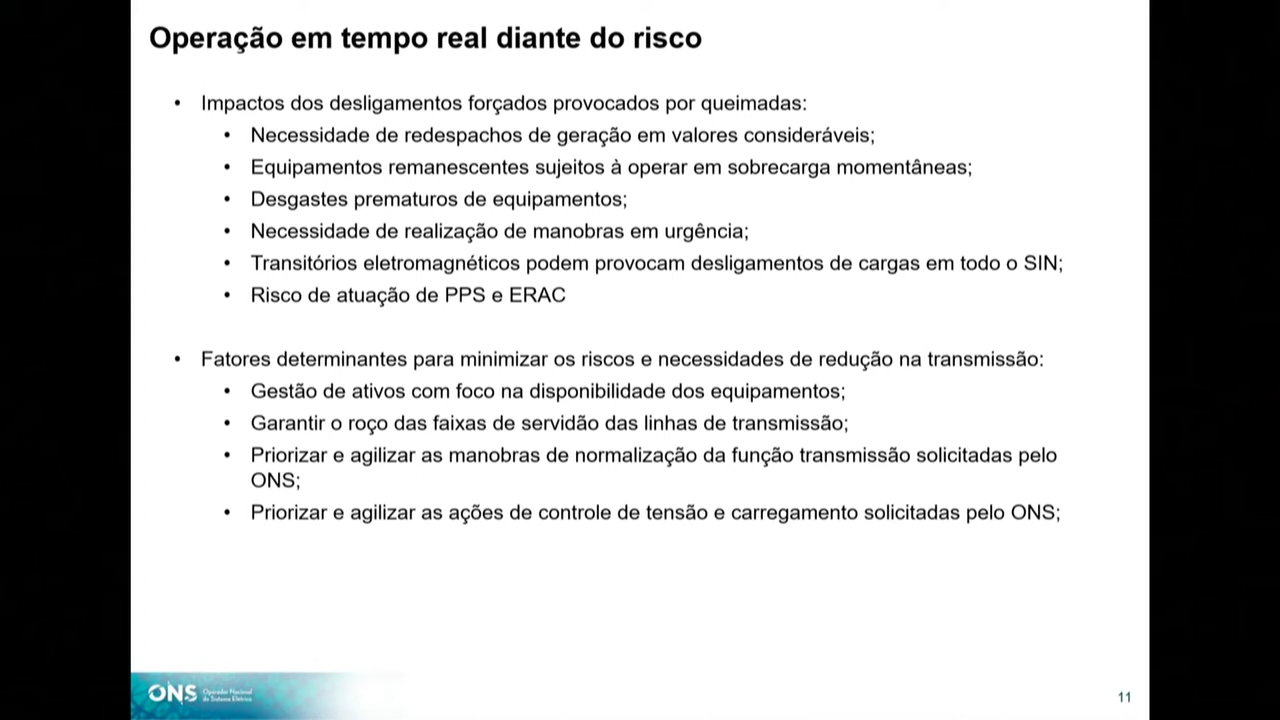 Operação em tempo real diante do risco
• Impactos dos desligamentos forçados provocados por queimadas:
• Necessidade de redespachos de geração em valores consideráveis;
• Equipamentos remanescentes sujeitos à operar em sobrecarga momentâneas;
• Desgastes prematuros de equipamentos;
• Necessidade de realização de manobras em urgência;
• Transitórios eletromagnéticos podem provocam desligamentos de cargas em todo o SIN;
• Risco de atuação de PPS e ERAC
• Fatores determinantes para minimizar os riscos e necessidades de redução na transmissão:
• Gestão de ativos com foco na disponibilidade dos equipamentos;
• Garantir o roço das faixas de servidão das linhas de transmissão;
• Priorizar e agilizar as manobras de normalização da função transmissão solicitadas pelo
ONS;
• Priorizar e agilizar as ações de controle de tensão e carregamento solicitadas pelo ONS;
ONS
Operador Nacional
do Sistema Elétrico
11